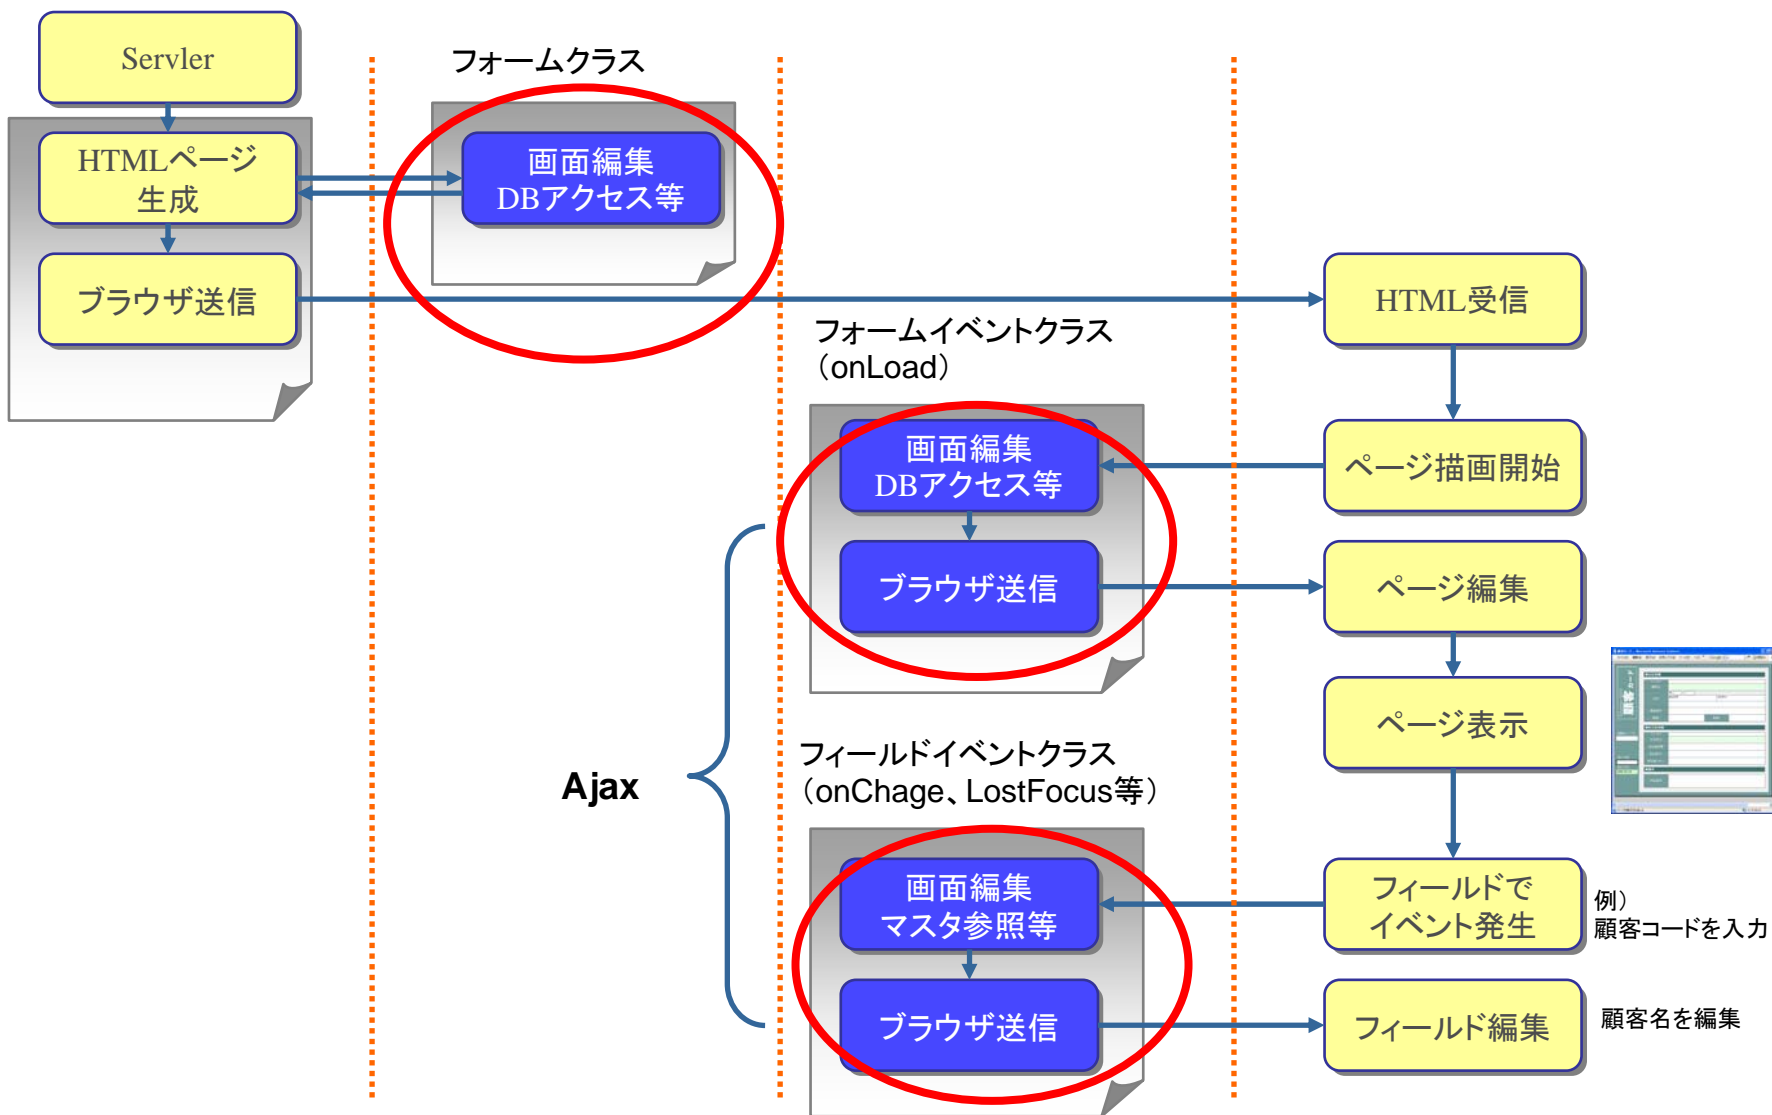 Servler
フォームクラス
HTMLページ
生成
画面編集
DBアクセス等
ブラウザ送信
HTML受信
フォームイベントクラス
（onLoad）
画面編集
DBアクセス等
ページ描画開始
ブラウザ送信
ページ編集
ページ表示
顧客
Ajax
フィールドイベントクラス
（onChage、LostFocus等）
画面編集
マスタ参照等
フィールドで
イベント発生
例）
顧客コードを入力
ブラウザ送信
フィールド編集
顧客名を編集